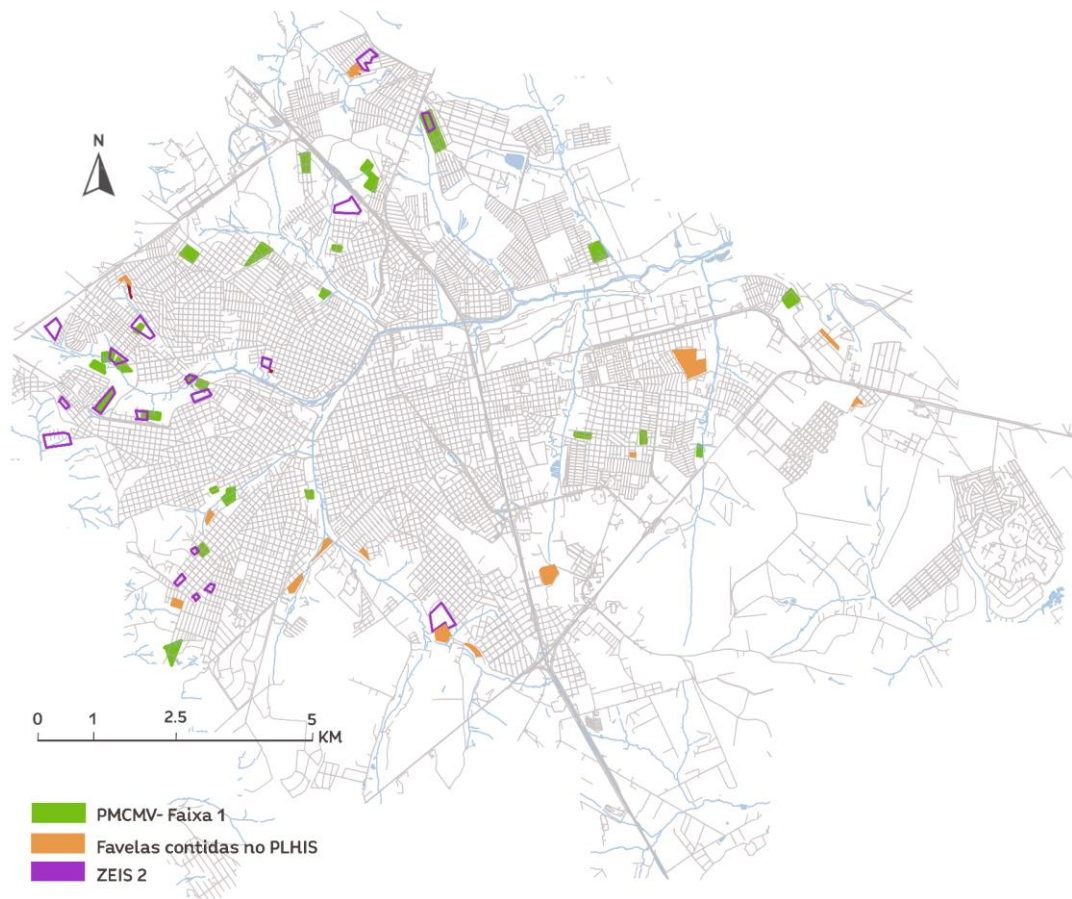 N
0 1 2.5 5
KM
PMCMV- Faixa 1
Favelas contidas no PLHIS
ZEIS 2